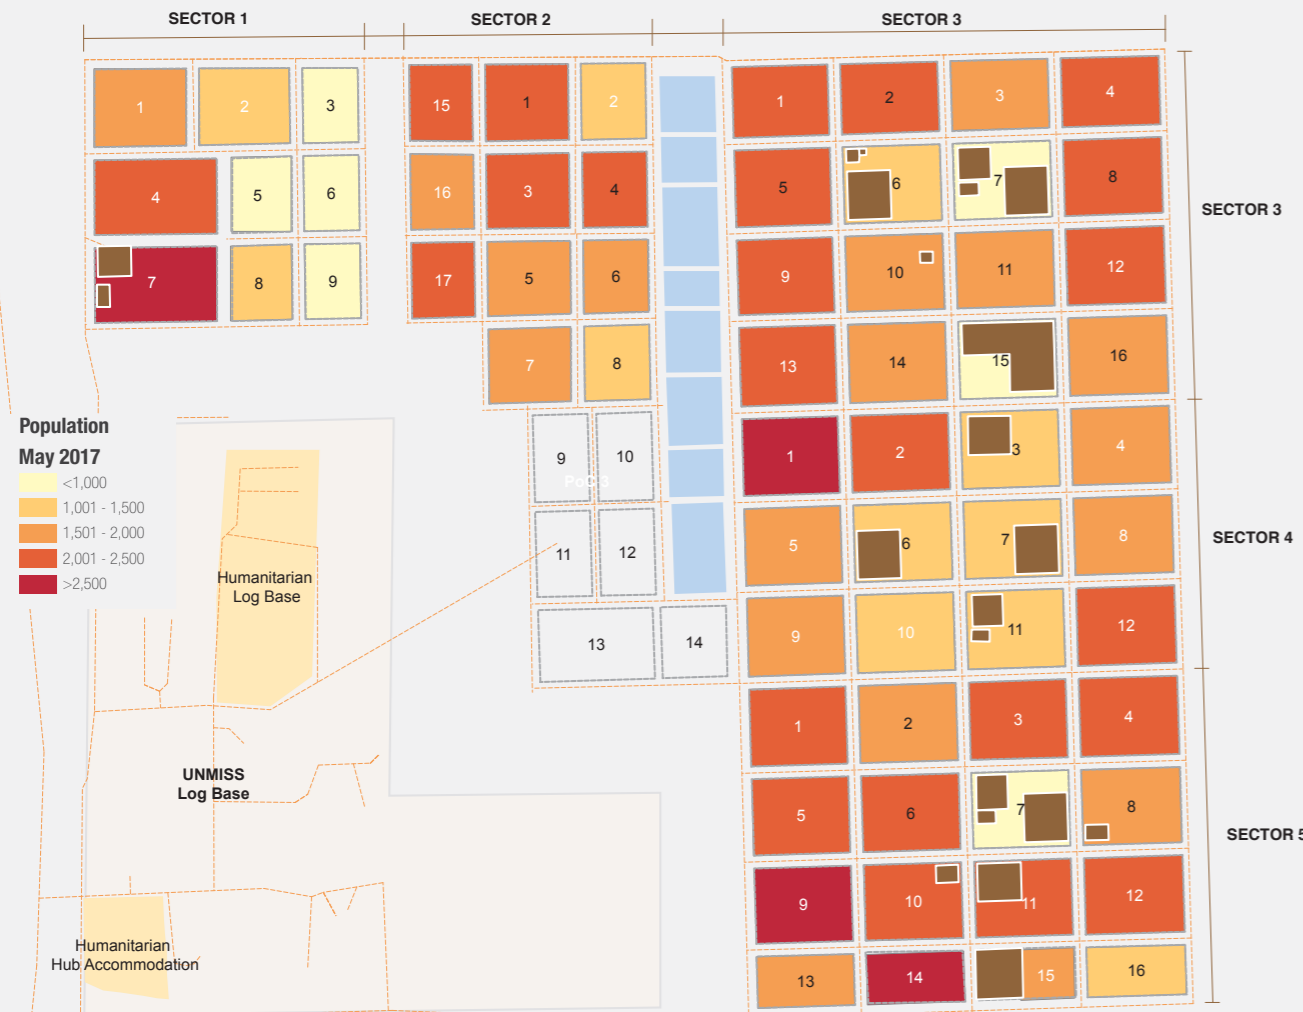 SECTOR 1
SECTOR 2
SECTOR 3
1 2 3
15 1 2
1 2 3 4
4 5 6
16 3 4
5 6 7 8
SECTOR 3
7 8 9
17 5 6
9 10 11 12
7 8
13 14 15 16
Population
May 2017
<1,000
1,001 - 1,500
1,501 - 2,000
2,001 - 2,500
>2,500
9 10
PoC 3
1 2 3 4
11 12
5 6 7 8
SECTOR 4
Humanitarian
Log Base
13 14
9 10 11 12
1 2 3 4
UNMISS
Log Base
5 6 7 8
SECTOR 5
9 10 11 12
Humanitarian
Hub Accommodation
13 14 15 16